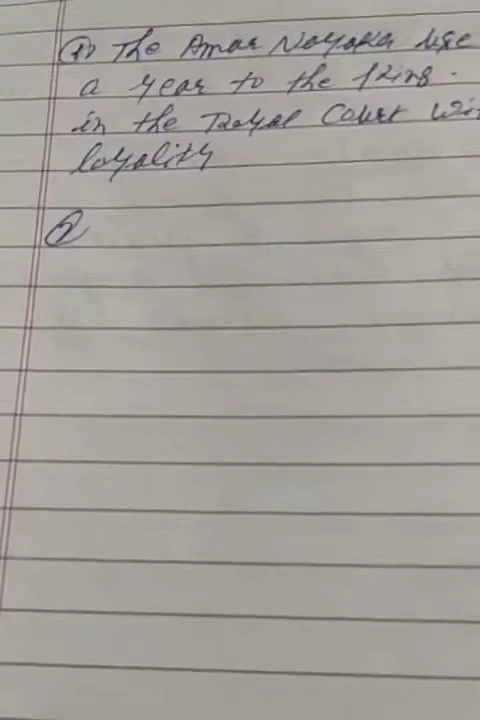 ① The Amar Nayaka use
a year to the king.
in the Royal Court wi
loyality
②